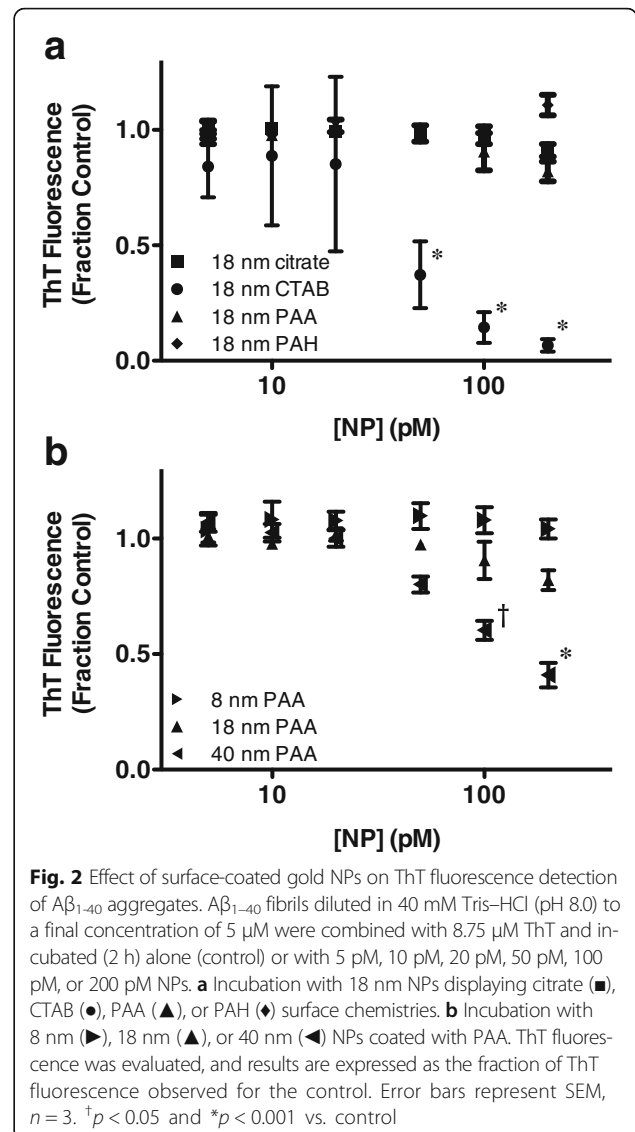 a
ThT Fluorescence
(Fraction Control)
1.0
0.5
0.0
*
*
*
■ 18 nm citrate
● 18 nm CTAB
▲ 18 nm PAA
♦ 18 nm PAH
10
100
[NP] (pM)
b
ThT Fluorescence
(Fraction Control)
1.0
0.5
0.0
†
*
► 8 nm PAA
▲ 18 nm PAA
◄ 40 nm PAA
10
100
[NP] (pM)
Fig. 2 Effect of surface-coated gold NPs on ThT fluorescence detection
of Aβ₁₋₄₀ aggregates. Aβ₁₋₄₀ fibrils diluted in 40 mM Tris–HCl (pH 8.0) to
a final concentration of 5 μM were combined with 8.75 μM ThT and in-
cubated (2 h) alone (control) or with 5 pM, 10 pM, 20 pM, 50 pM, 100
pM, or 200 pM NPs. a Incubation with 18 nm NPs displaying citrate (■),
CTAB (●), PAA (▲), or PAH (♦) surface chemistries. b Incubation with
8 nm (►), 18 nm (▲), or 40 nm (◄) NPs coated with PAA. ThT fluores-
cence was evaluated, and results are expressed as the fraction of ThT
fluorescence observed for the control. Error bars represent SEM,
n = 3. †p < 0.05 and *p < 0.001 vs. control